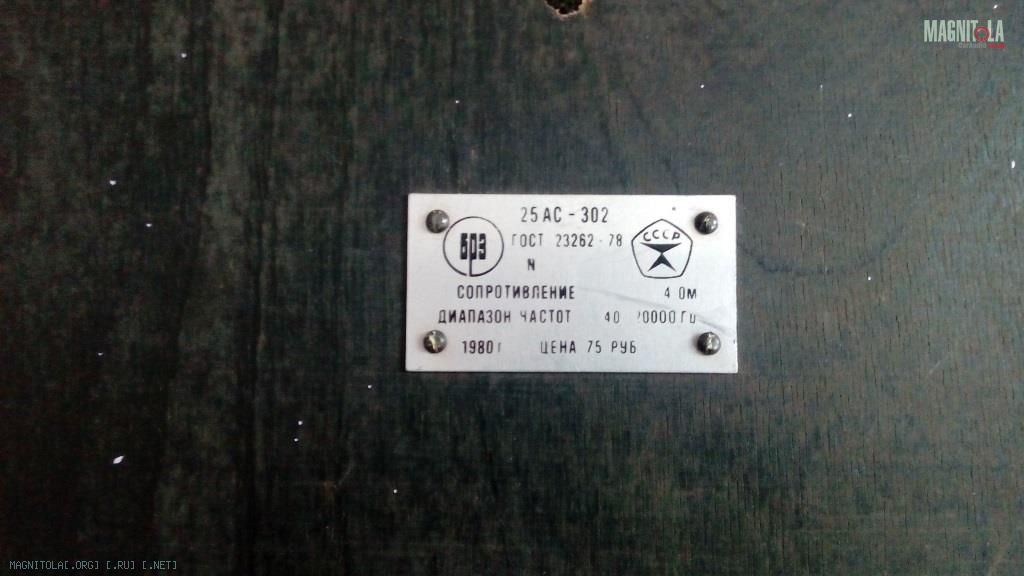 MAGNITOLA
25АС-302
БРЗ
ГОСТ 23262-78
СССР
N
СОПРОТИВЛЕНИЕ 4 ОМ
ДИАПАЗОН ЧАСТОТ 40 20000 ГЦ
1980 г ЦЕНА 75 РУБ
MAGNITOLA[.ORG] [.RU] [.NET]